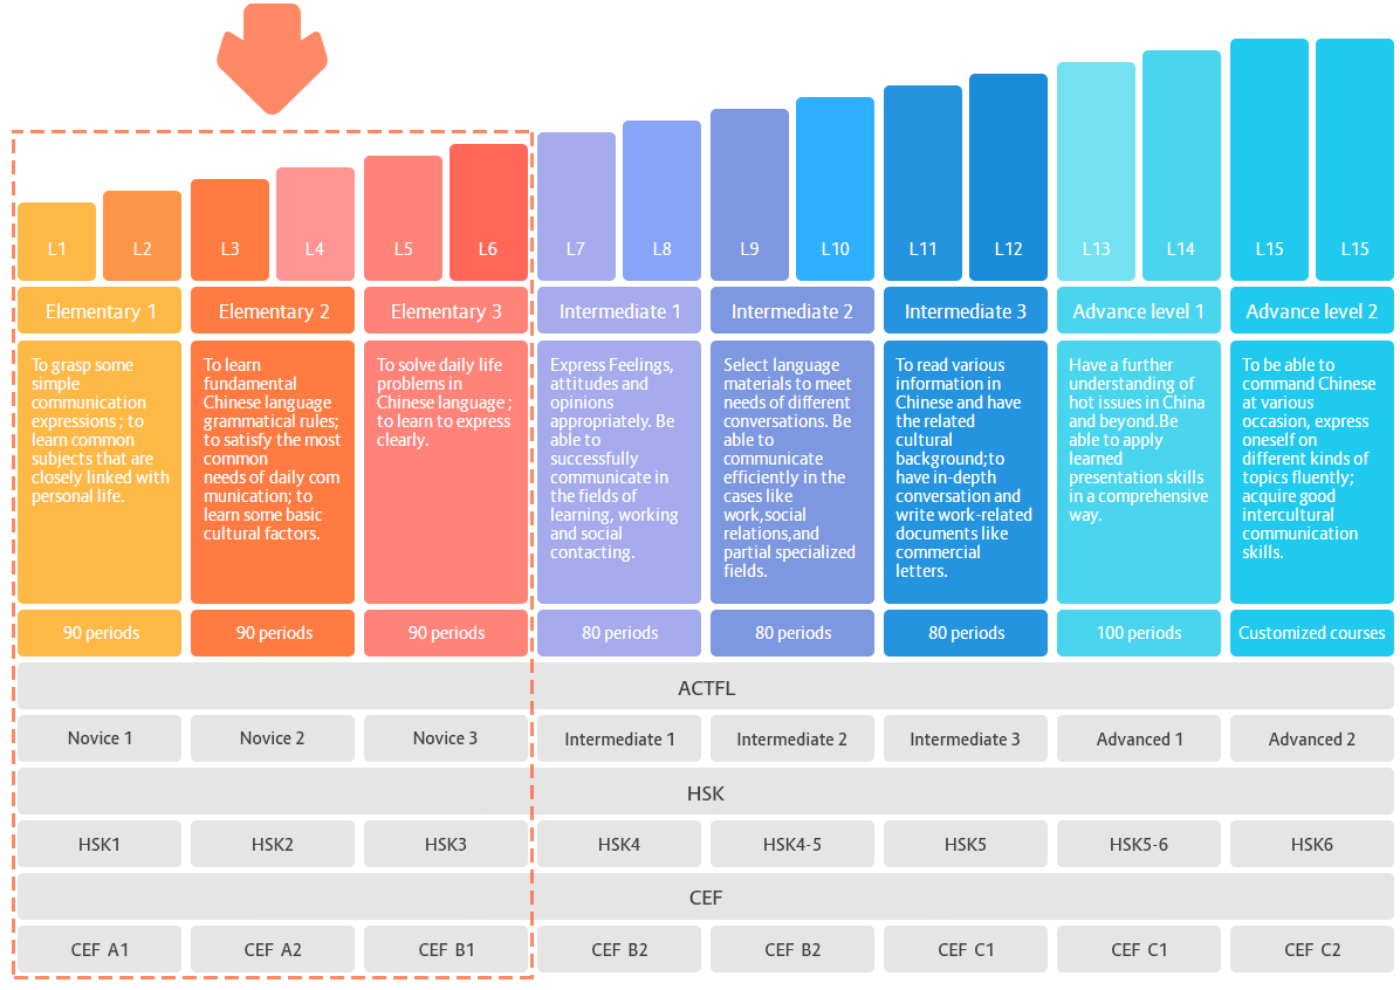 L1
L2
L3
L4
L5
L6
L7
L8
L9
L10
L11
L12
L13
L14
L15
L15
Elementary 1
Elementary 2
Elementary 3
Intermediate 1
Intermediate 2
Intermediate 3
Advance level 1
Advance level 2
To grasp some
simple
communication
expressions ; to
learn common
subjects that are
closely linked with
personal life.
To learn
fundamental
Chinese language
grammatical rules;
to satisfy the most
common
needs of daily com
munication; to
learn some basic
cultural factors.
To solve daily life
problems in
Chinese language ;
to learn to express
clearly.
Express Feelings,
attitudes and
opinions
appropriately. Be
able to
successfully
communicate in
the fields of
learning, working
and social
contacting.
Select language
materials to meet
needs of different
conversations. Be
able to
communicate
efficiently in the
cases like
work,social
relations,and
partial specialized
fields.
To read various
information in
Chinese and have
the related
cultural
background;to
have in-depth
conversation and
write work-related
documents like
commercial
letters.
Have a further
understanding of
hot issues in China
and beyond.Be
able to apply
learned
presentation skills
in a comprehensive
way.
To be able to
command Chinese
at various
occasion, express
oneself on
different kinds of
topics fluently;
acquire good
intercultural
communication
skills.
90 periods
90 periods
90 periods
80 periods
80 periods
80 periods
100 periods
Customized courses
ACTFL
Novice 1
Novice 2
Novice 3
Intermediate 1
Intermediate 2
Intermediate 3
Advanced 1
Advanced 2
HSK
HSK1
HSK2
HSK3
HSK4
HSK4-5
HSK5
HSK5-6
HSK6
CEF
CEF A1
CEF A2
CEF B1
CEF B2
CEF B2
CEF C1
CEF C1
CEF C2